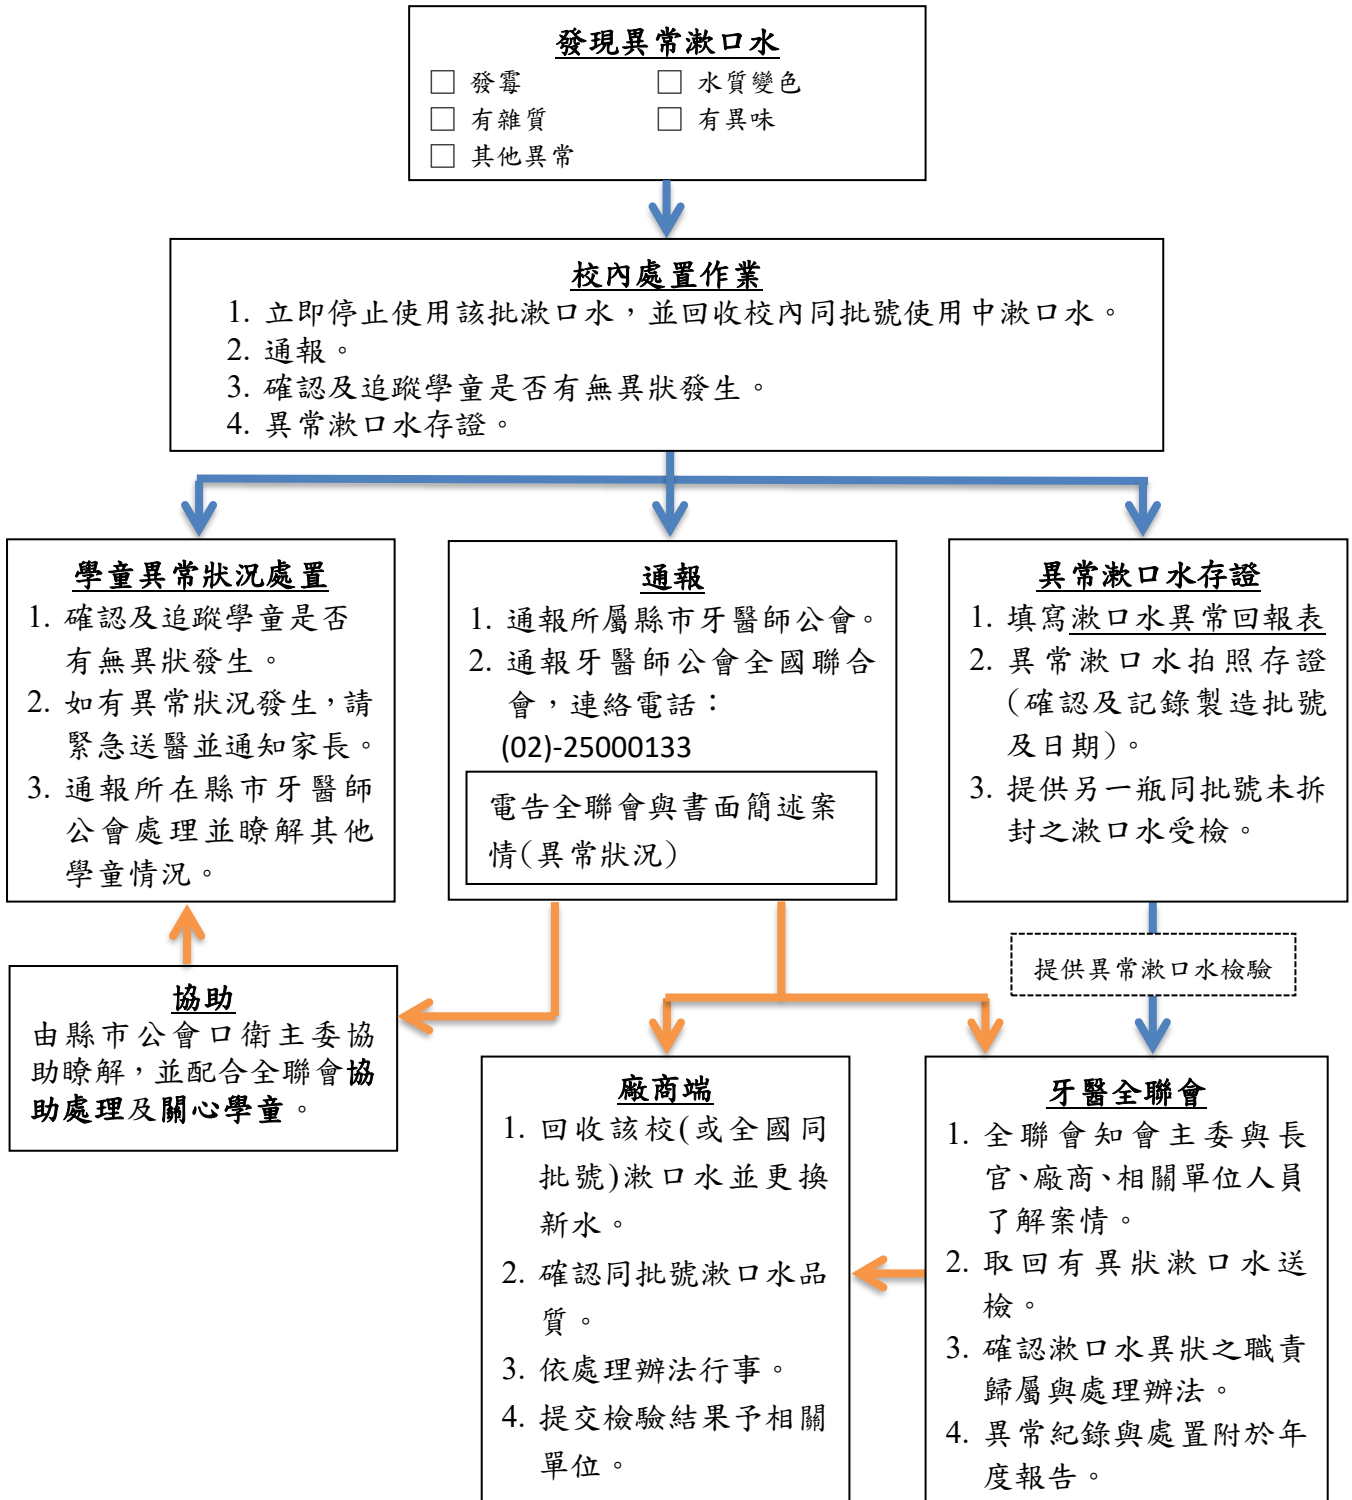 發現異常漱口水
□ 發霉 □ 水質變色
□ 有雜質 □ 有異味
□ 其他異常
校內處置作業
1. 立即停止使用該批漱口水，並回收校內同批號使用中漱口水。
2. 通報。
3. 確認及追蹤學童是否有無異狀發生。
4. 異常漱口水存證。
學童異常狀況處置
1. 確認及追蹤學童是否
有無異狀發生。
2. 如有異常狀況發生，請
緊急送醫並通知家長。
3. 通報所在縣市牙醫師
公會處理並瞭解其他
學童情況。
通報
1. 通報所屬縣市牙醫師公會。
2. 通報牙醫師公會全國聯合
會，連絡電話：
(02)-25000133
電告全聯會與書面簡述案
情(異常狀況)
異常漱口水存證
1. 填寫漱口水異常回報表
2. 異常漱口水拍照存證
(確認及記錄製造批號
及日期)。
3. 提供另一瓶同批號未拆
封之漱口水受檢。
提供異常漱口水檢驗
協助
由縣市公會口衛主委協
助瞭解，並配合全聯會協
助處理及關心學童。
廠商端
1. 回收該校(或全國同
批號)漱口水並更換
新水。
2. 確認同批號漱口水品
質。
3. 依處理辦法行事。
4. 提交檢驗結果予相關
單位。
牙醫全聯會
1. 全聯會知會主委與長
官、廠商、相關單位人員
了解案情。
2. 取回有異狀漱口水送
檢。
3. 確認漱口水異狀之職責
歸屬與處理辦法。
4. 異常紀錄與處置附於年
度報告。